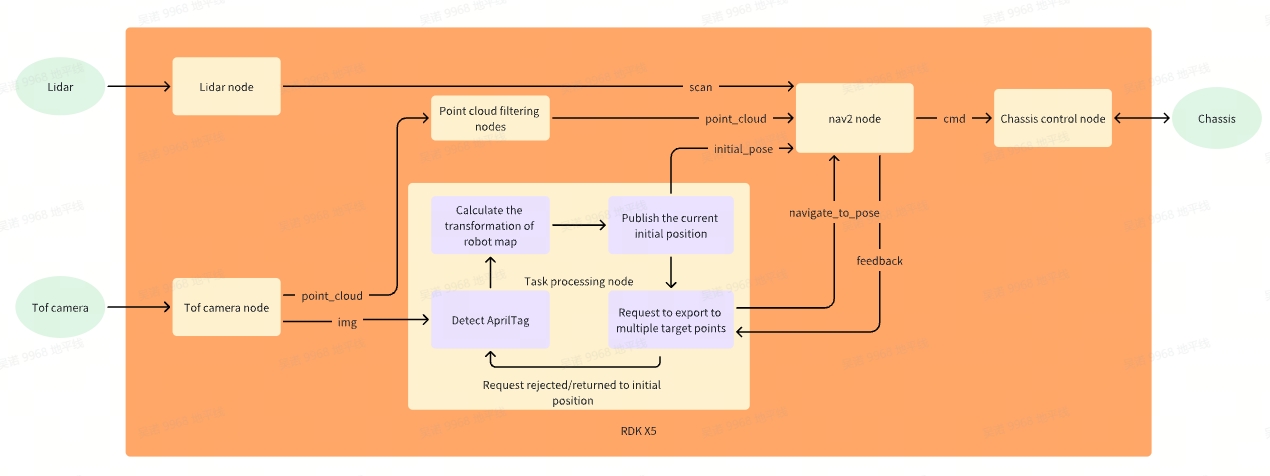 Lidar
Lidar node
scan
Point cloud filtering
nodes
point_cloud
nav2 node
cmd
Chassis control node
Chassis
initial_pose
Calculate the
transformation of
robot map
Publish the current
initial position
navigate_to_pose
feedback
Task processing node
Tof camera
Tof camera node
point_cloud
img
Detect AprilTag
Request to export to
multiple target points
Request rejected/returned to initial
position
RDK X5